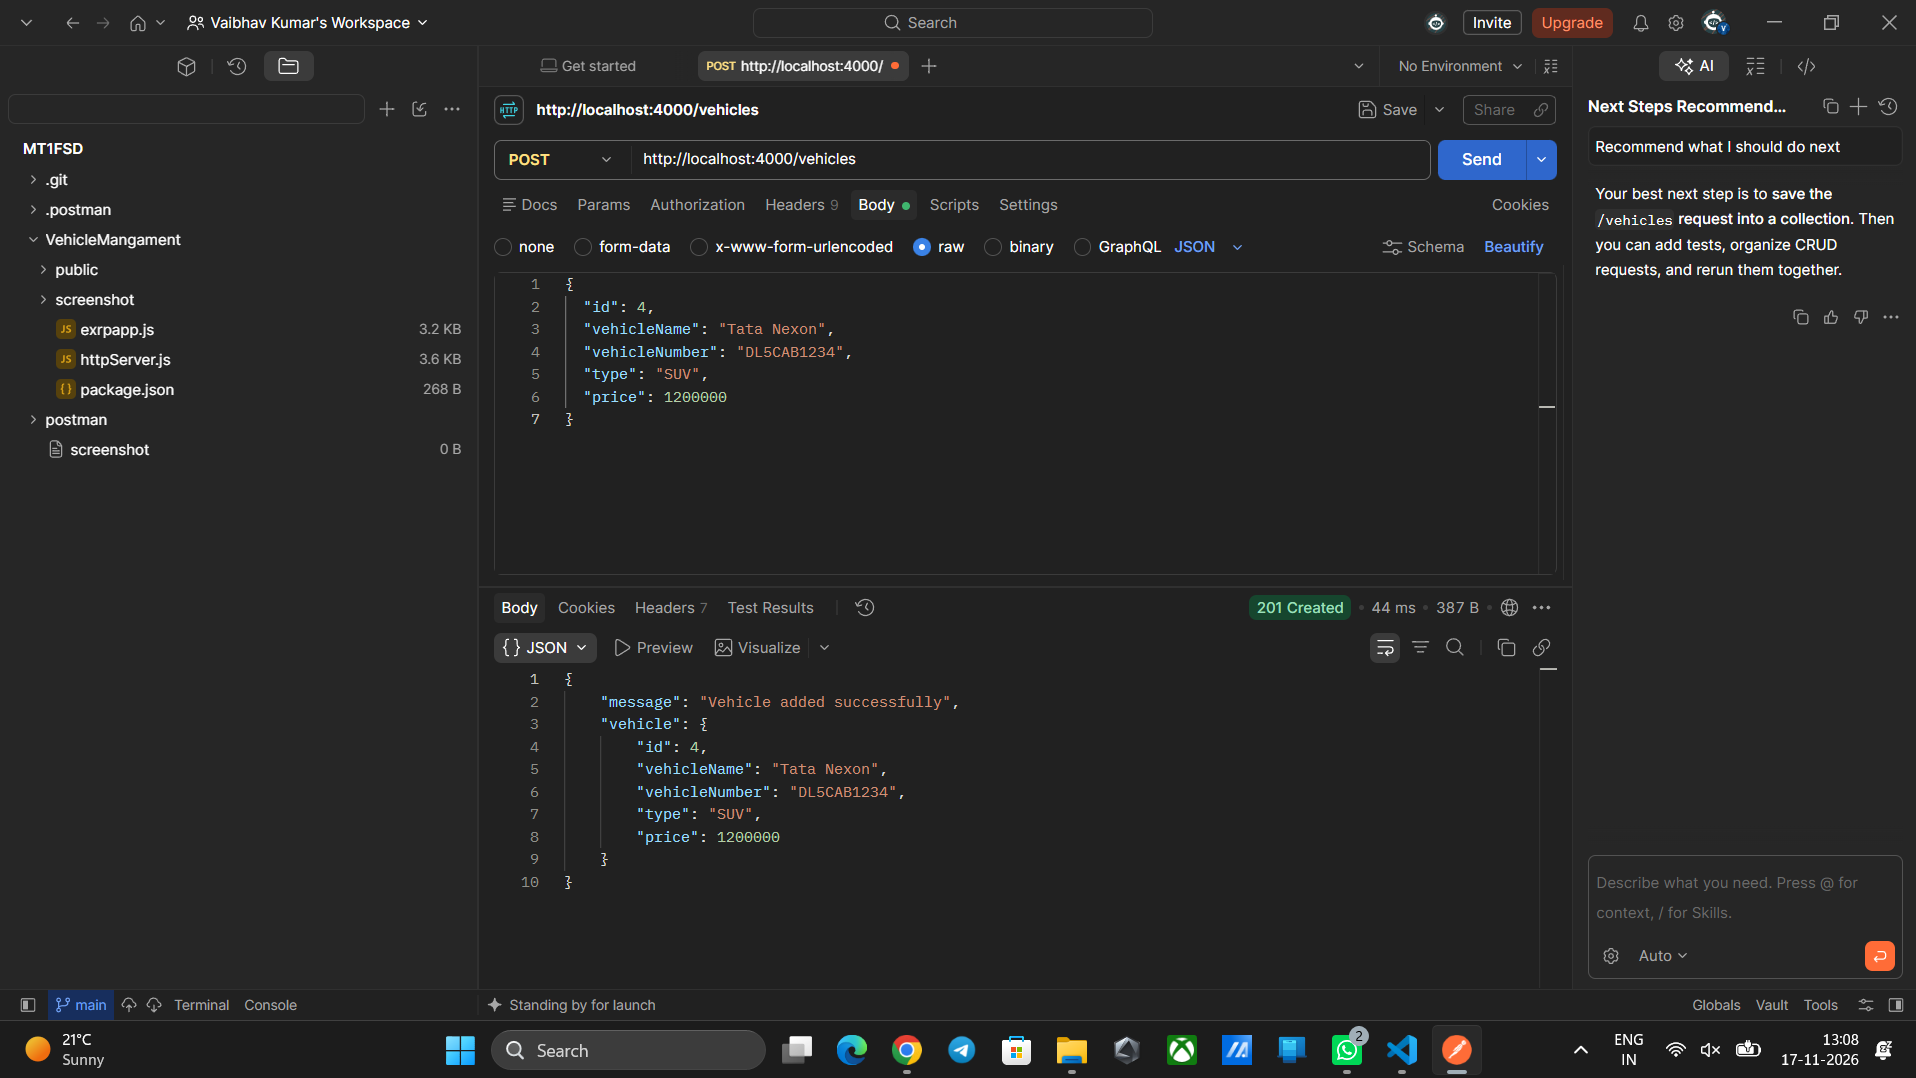 Vaibhav Kumar's Workspace
Search
Invite
Upgrade
V
MT1FSD
.git
.postman
VehicleMangament
public
screenshot
JS exrpapp.js 3.2 KB
JS httpServer.js 3.6 KB
{} package.json 268 B
postman
screenshot 0 B
Get started
POST http://localhost:4000/
No Environment
HTTP http://localhost:4000/vehicles
Save
Share
POST http://localhost:4000/vehicles
Send
Docs Params Authorization Headers 9 Body Scripts Settings Cookies
none form-data x-www-form-urlencoded raw binary GraphQL JSON Schema Beautify
1 {
2 "id": 4,
3 "vehicleName": "Tata Nexon",
4 "vehicleNumber": "DL5CAB1234",
5 "type": "SUV",
6 "price": 1200000
7 }
Body Cookies Headers 7 Test Results
201 Created 44 ms 387 B
{} JSON Preview Visualize
1 {
2 "message": "Vehicle added successfully",
3 "vehicle": {
4 "id": 4,
5 "vehicleName": "Tata Nexon",
6 "vehicleNumber": "DL5CAB1234",
7 "type": "SUV",
8 "price": 1200000
9 }
10 }
AI
Next Steps Recommend...
Recommend what I should do next
Your best next step is to save the
/vehicles request into a collection. Then
you can add tests, organize CRUD
requests, and rerun them together.
Describe what you need. Press @ for
context, / for Skills.
Auto
main Terminal Console
Standing by for launch
Globals Vault Tools
21°C
Sunny
Search
2
ENG
IN
13:08
17-11-2026